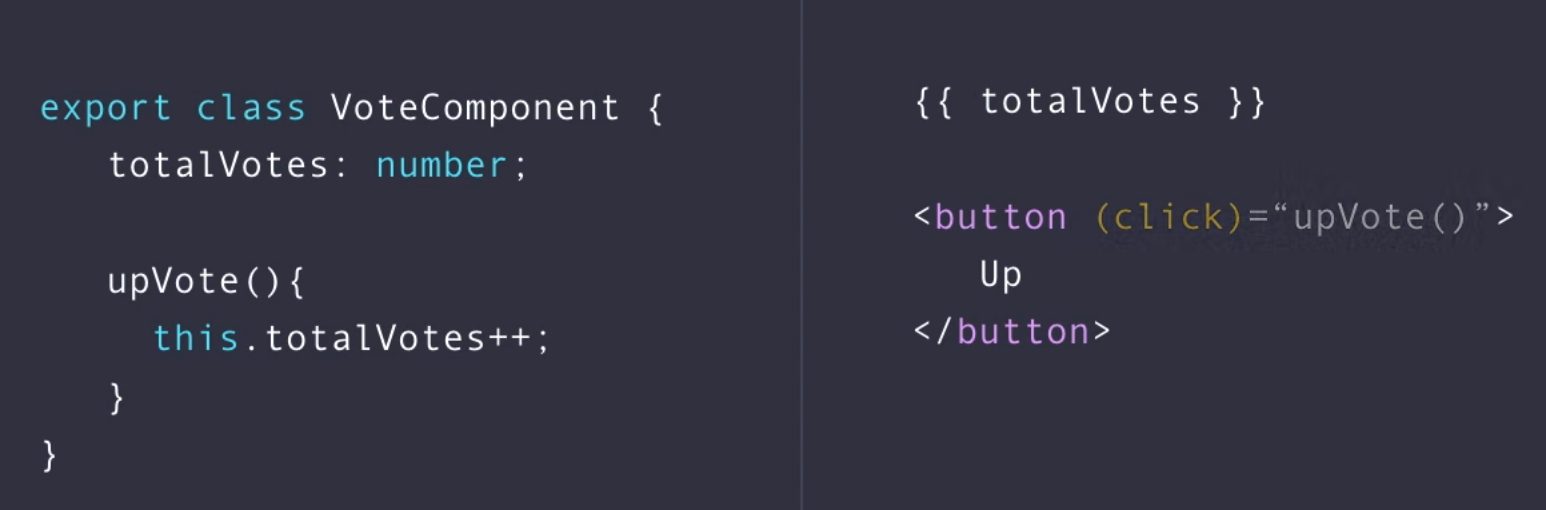 export class VoteComponent {
totalVotes: number;
upVote(){
this.totalVotes++;
}
}
{{ totalVotes }}
<button (click)=“upVote()”>
Up
</button>